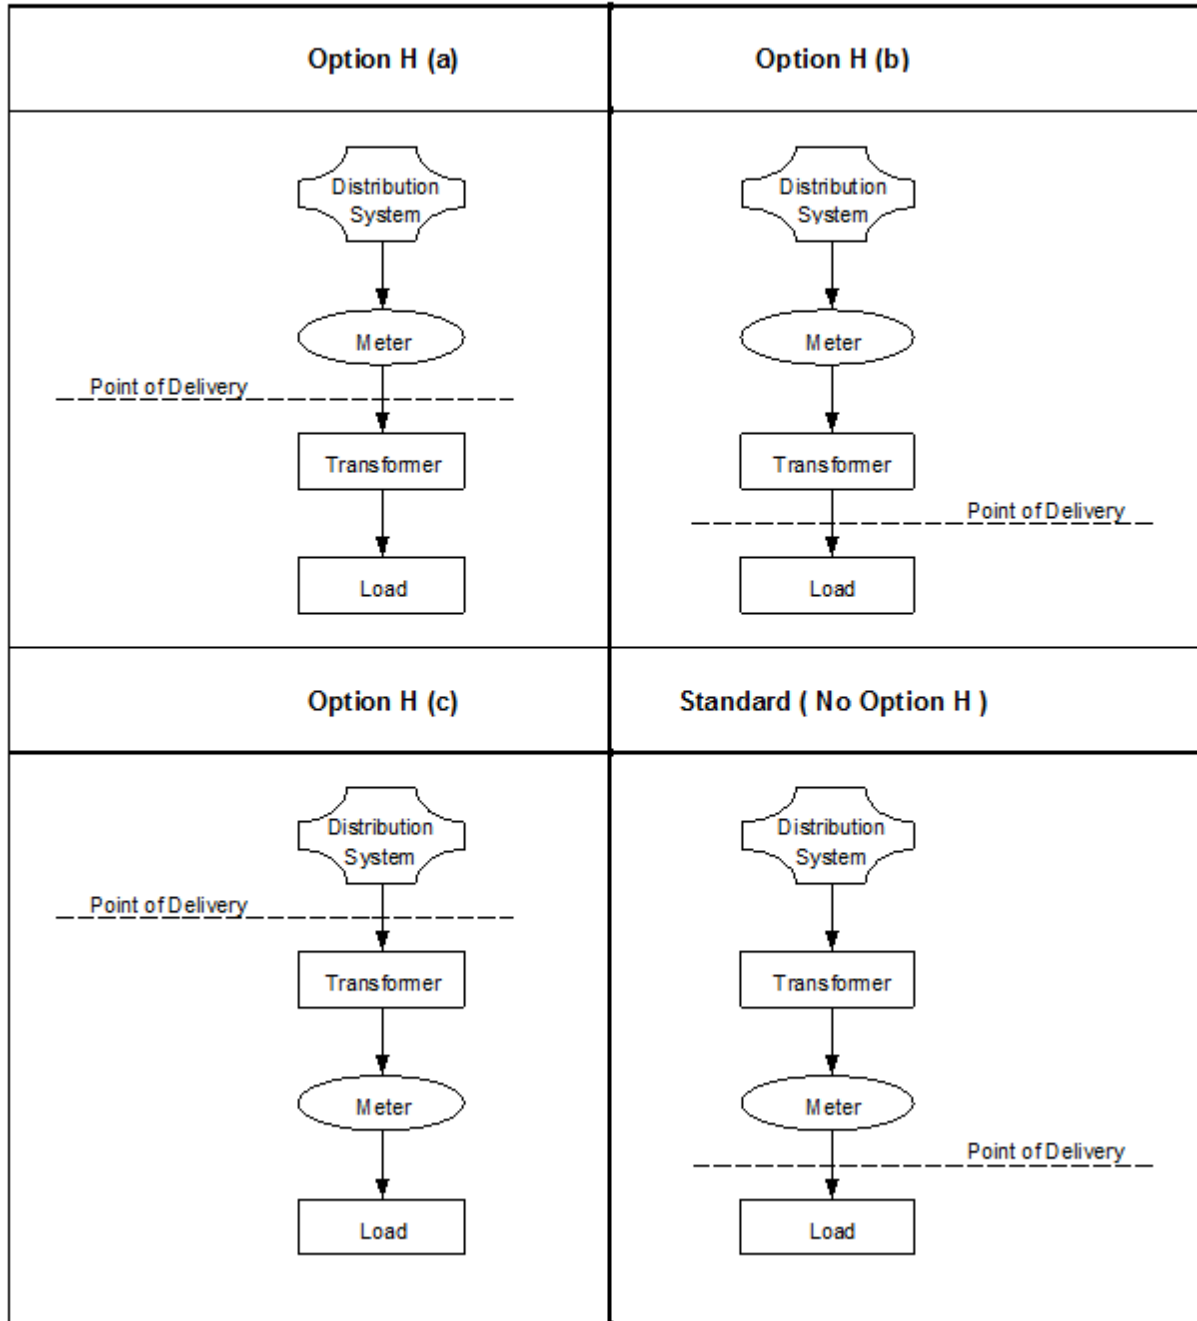 Option H (a)
Option H (b)
Distribution
System
Meter
Point of Delivery
Transformer
Load
Distribution
System
Meter
Transformer
Point of Delivery
Load
Option H (c)
Standard ( No Option H )
Distribution
System
Point of Delivery
Transformer
Meter
Load
Distribution
System
Transformer
Meter
Point of Delivery
Load